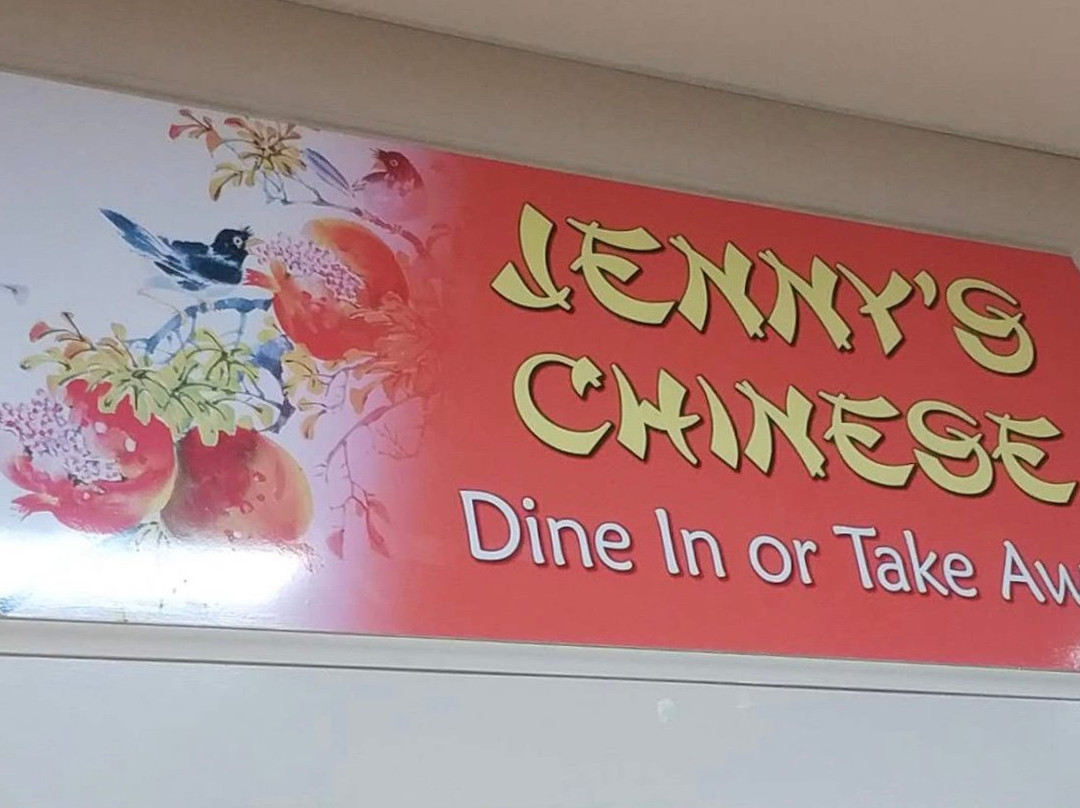 JENNY'S
CHINESE
Dine In or Take Aw